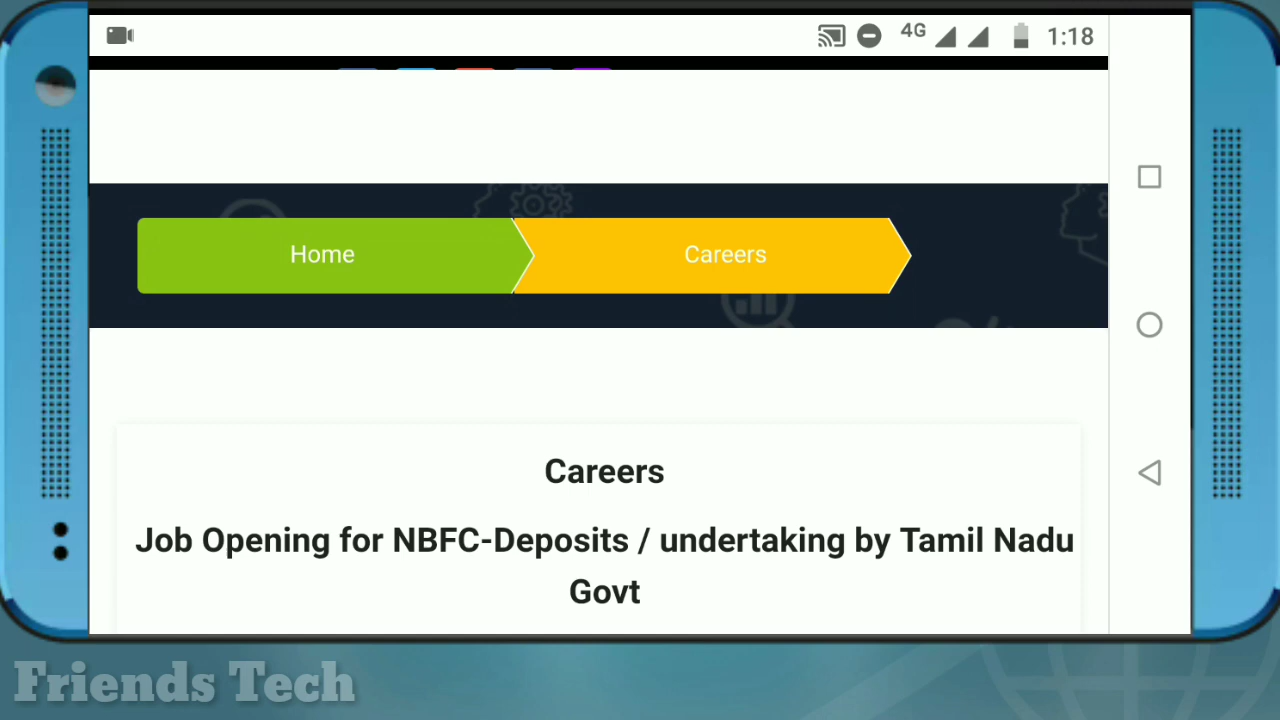 4G 1:18
Home Careers
Careers
Job Opening for NBFC-Deposits / undertaking by Tamil Nadu
Govt
Friends Tech